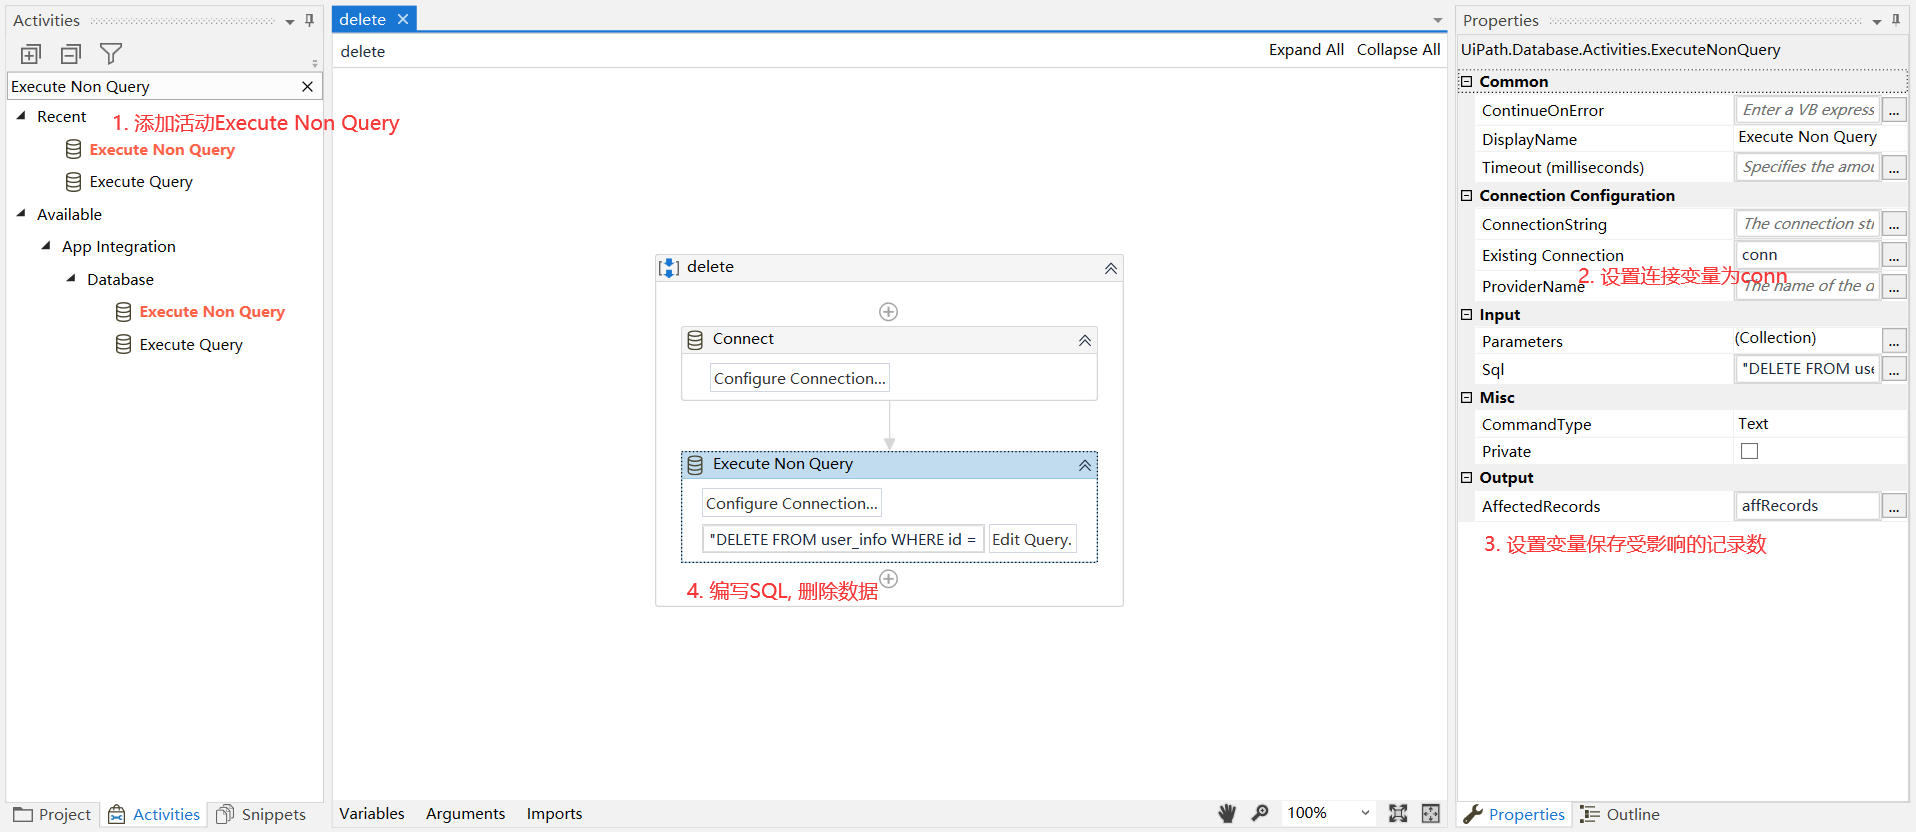 Activities
Execute Non Query
Recent
1. 添加活动Execute Non Query
Execute Non Query
Execute Query
Available
App Integration
Database
Execute Non Query
Execute Query
Project
Activities
Snippets
delete
delete
Expand All Collapse All
delete
Connect
Configure Connection...
Execute Non Query
Configure Connection...
"DELETE FROM user_info WHERE id =
Edit Query.
4. 编写SQL, 删除数据
Variables Arguments Imports
100%
Properties
UiPath.Database.Activities.ExecuteNonQuery
Common
ContinueOnError Enter a VB express ...
DisplayName Execute Non Query
Timeout (milliseconds) Specifies the amou ...
Connection Configuration
ConnectionString The connection sti ...
Existing Connection conn ...
2. 设置连接变量为conn
ProviderName The name of the d ...
Input
Parameters (Collection) ...
Sql "DELETE FROM use ...
Misc
CommandType Text
Private
Output
AffectedRecords affRecords ...
3. 设置变量保存受影响的记录数
Properties
Outline